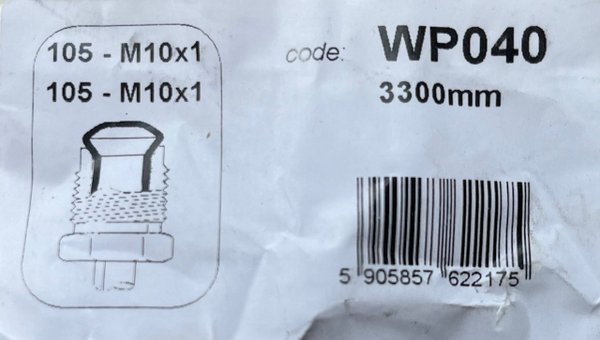 105 - M10x1
105 - M10x1
code: WP040
3300mm
5 905857 622175